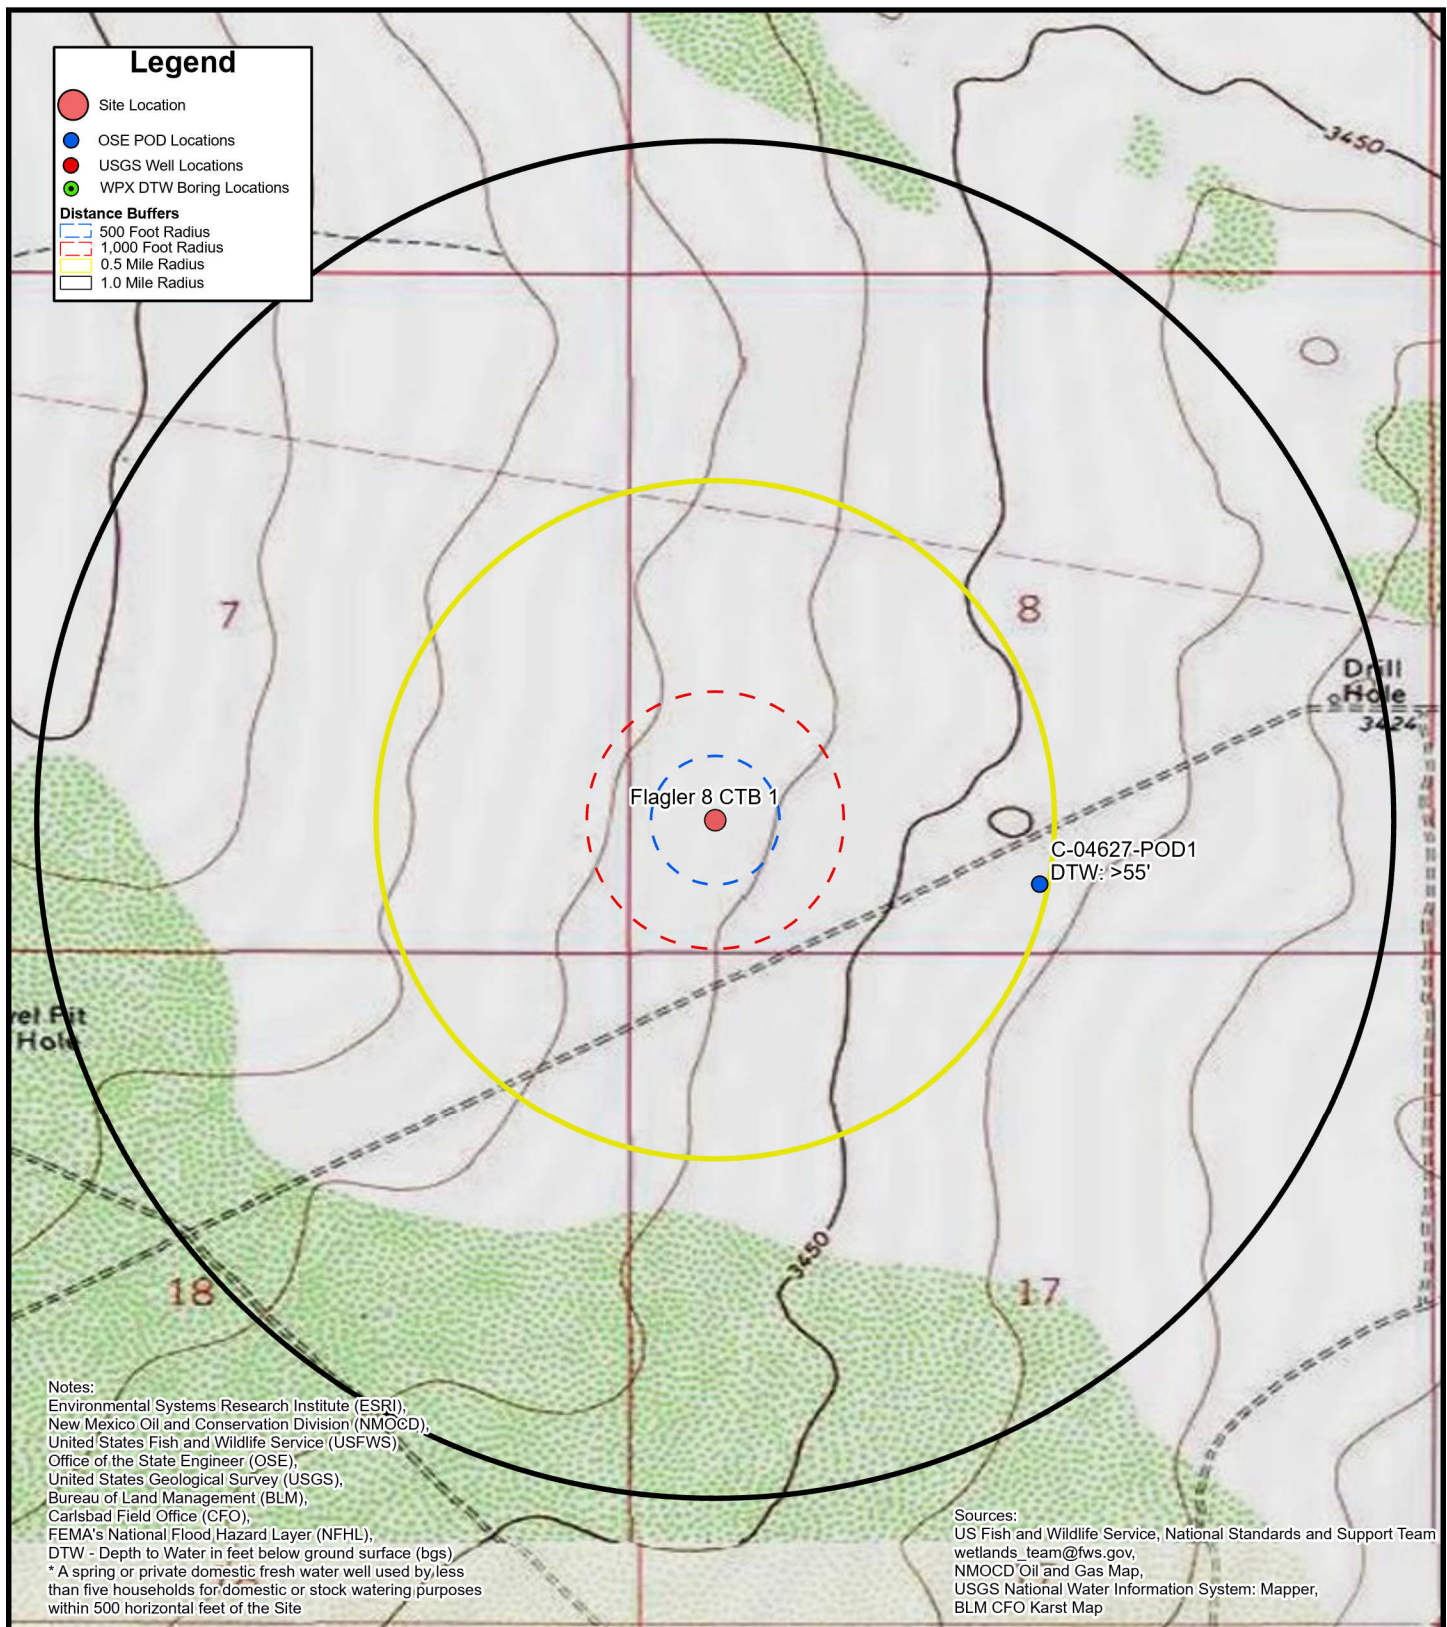 Legend
Site Location
OSE POD Locations
USGS Well Locations
WPX DTW Boring Locations
Distance Buffers
500 Foot Radius
1,000 Foot Radius
0.5 Mile Radius
1.0 Mile Radius
3450
7
8
Drill
Hole
3424
Flagler 8 CTB 1
C-04627-POD1
DTW: >55'
vel Pit
Hole
3450
18
17
Notes:
Environmental Systems Research Institute (ESRI),
New Mexico Oil and Conservation Division (NMOCD),
United States Fish and Wildlife Service (USFWS)
Office of the State Engineer (OSE),
United States Geological Survey (USGS),
Bureau of Land Management (BLM),
Carlsbad Field Office (CFO),
FEMA's National Flood Hazard Layer (NFHL),
DTW - Depth to Water in feet below ground surface (bgs)
* A spring or private domestic fresh water well used by less
than five households for domestic or stock watering purposes
within 500 horizontal feet of the Site
Sources:
US Fish and Wildlife Service, National Standards and Support Team
wetlands_team@fws.gov,
NMOCD Oil and Gas Map,
USGS National Water Information System: Mapper,
BLM CFO Karst Map